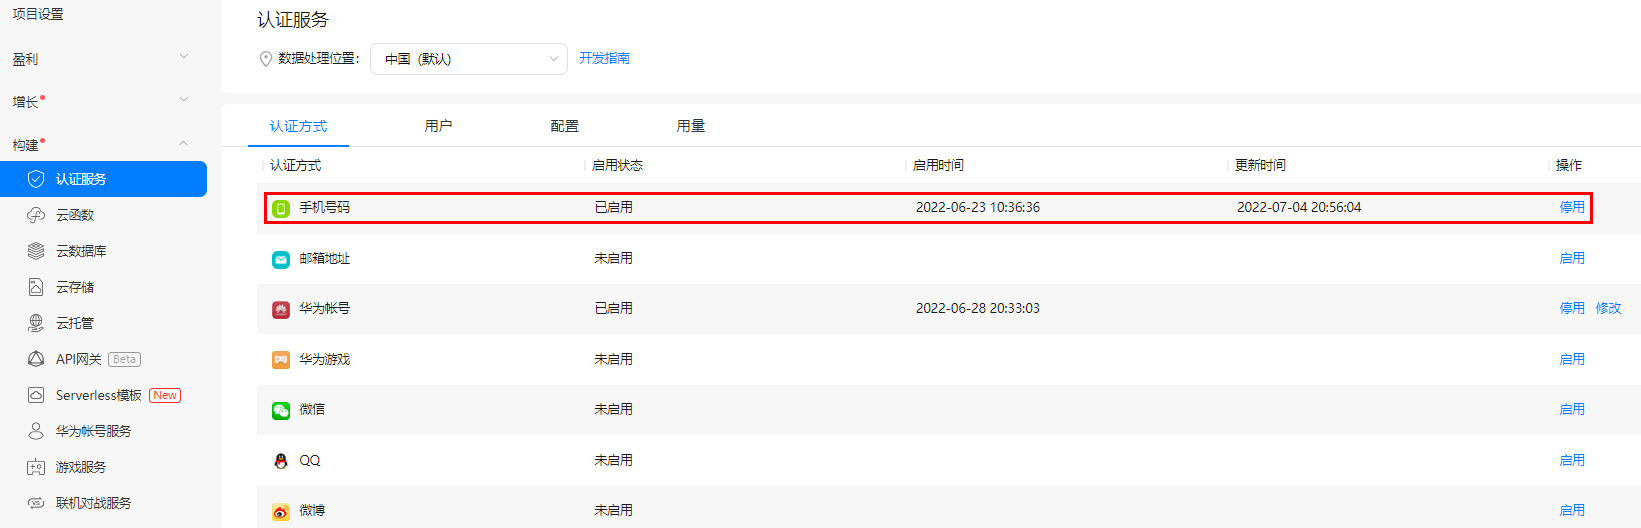 项目设置
盈利
增长
构建
认证服务
云函数
云数据库
云存储
云托管
API网关 Beta
Serverless模板 New
华为帐号服务
游戏服务
联机对战服务
认证服务
数据处理位置： 中国 (默认) 开发指南
认证方式 用户 配置 用量
认证方式 启用状态 启用时间 更新时间 操作
手机号码 已启用 2022-06-23 10:36:36 2022-07-04 20:56:04 停用
邮箱地址 未启用 启用
华为帐号 已启用 2022-06-28 20:33:03 停用 修改
华为游戏 未启用 启用
微信 未启用 启用
QQ 未启用 启用
微博 未启用 启用